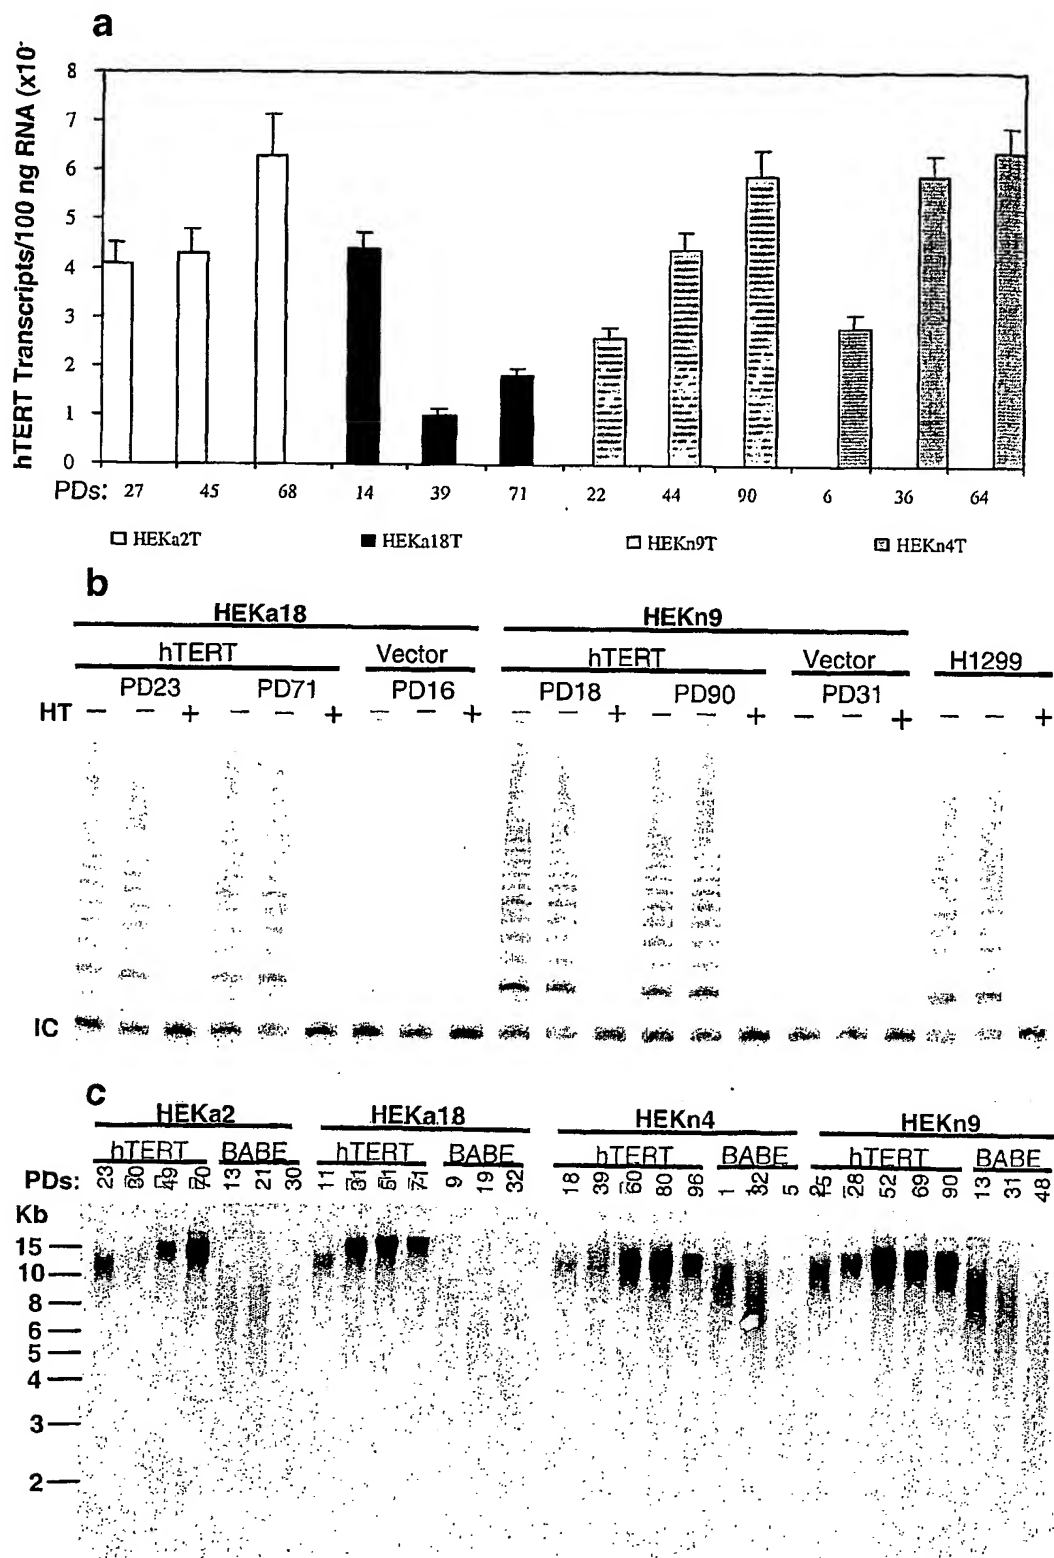 a
hTERT Transcripts/100 ng RNA (x10-
8
7
6
5
4
3
2
1
0
PDs: 27 45 68 14 39 71 22 44 90 6 36 64
HEKa2T HEKa18T HEKn9T HEKn4T
b
HEKa18 HEKn9
hTERT Vector hTERT Vector H1299
PD23 PD71 PD16 PD18 PD90 PD31
HT − − + − − + − − + − − + − − + − − + − − +
IC
c
HEKa2 HEKa18 HEKn4 HEKn9
hTERT BABE hTERT BABE hTERT BABE hTERT BABE
PDs: 23 30 49 70 13 21 30 11 31 51 71 9 19 32 18 39 60 80 96 1 32 5 25 28 52 69 90 13 31 48
Kb
15
10
8
6
5
4
3
2